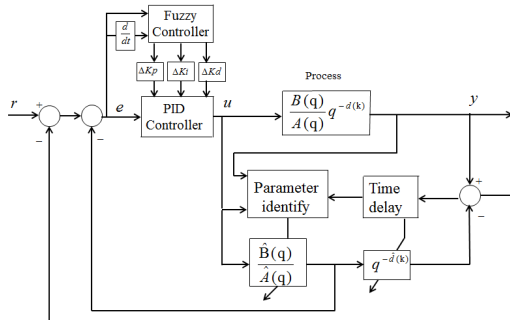 Fuzzy
Controller
d
dt
ΔKp
ΔKi
ΔKd
Process
r
+
−
−
e
PID
Controller
u
B(q)
A(q)
q^{-d(k)}
y
Parameter
identify
Time
delay
+
−
B̂(q)
Â(q)
q^{-d̂(k)}